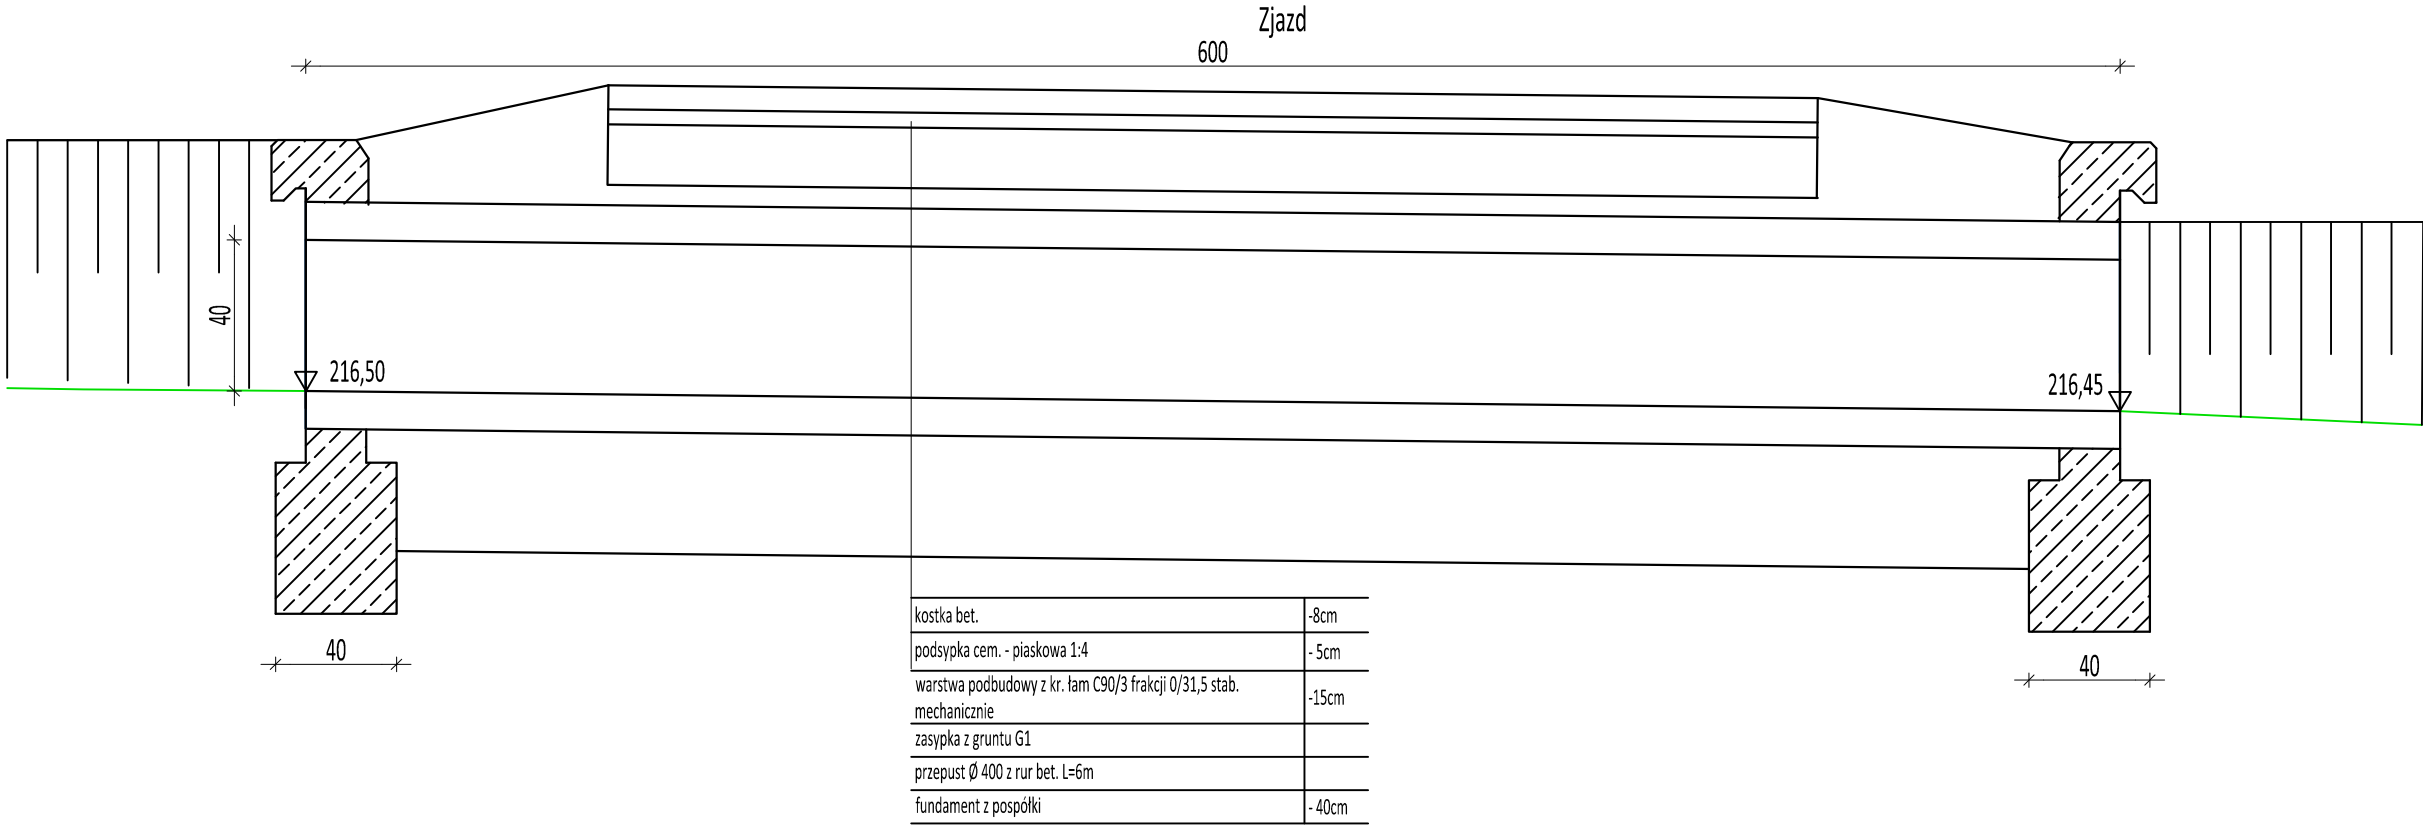 Zjazd
600
40
216,50
216,45
40
40
kostka bet. -8cm
podsypka cem. - piaskowa 1:4 - 5cm
warstwa podbudowy z kr. łam C90/3 frakcji 0/31,5 stab.
mechanicznie -15cm
zasypka z gruntu G1
przepust Ø 400 z rur bet. L=6m
fundament z pospółki - 40cm